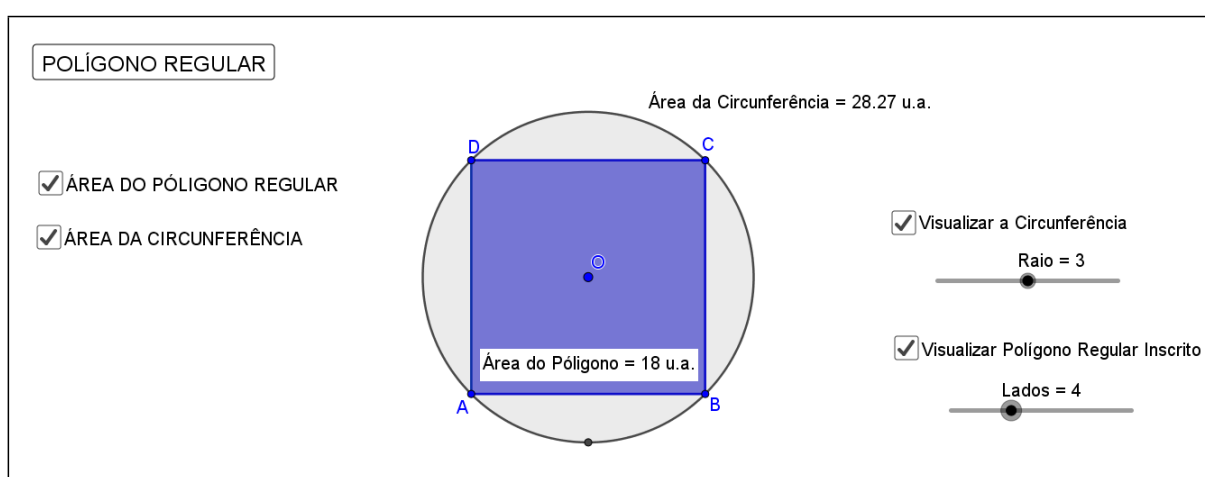 POLÍGONO REGULAR
Área da Circunferência = 28.27 u.a.
D
C
ÁREA DO PÓLIGONO REGULAR
ÁREA DA CIRCUNFERÊNCIA
Visualizar a Circunferência
O
Raio = 3
Visualizar Polígono Regular Inscrito
Área do Póligono = 18 u.a.
Lados = 4
A
B